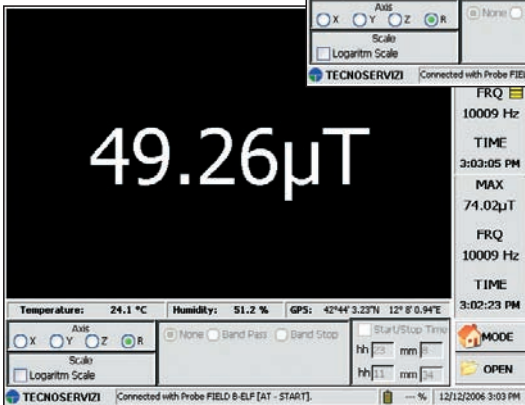 Axis
X Y Z R
None
Scale
Logaritm Scale
TECNOSERVIZI Connected with Probe
FRQ
10009 Hz
TIME
3:03:05 PM
49.26µT
MAX
74.02µT
FRQ
10009 Hz
TIME
3:02:23 PM
Temperature: 24.1 °C Humidity: 51.2 % GPS: 42°44' 3.23"N 12° 8' 0.94"E
Axis
X Y Z R
Scale
Logaritm Scale
None Band Pass Band Stop
Start/Stop Time
hh 23 mm 8
hh 11 mm 34
MODE
OPEN
TECNOSERVIZI Connected with Probe FIELD B-ELF [AT - START]. --- % 12/12/2006 3:03 PM